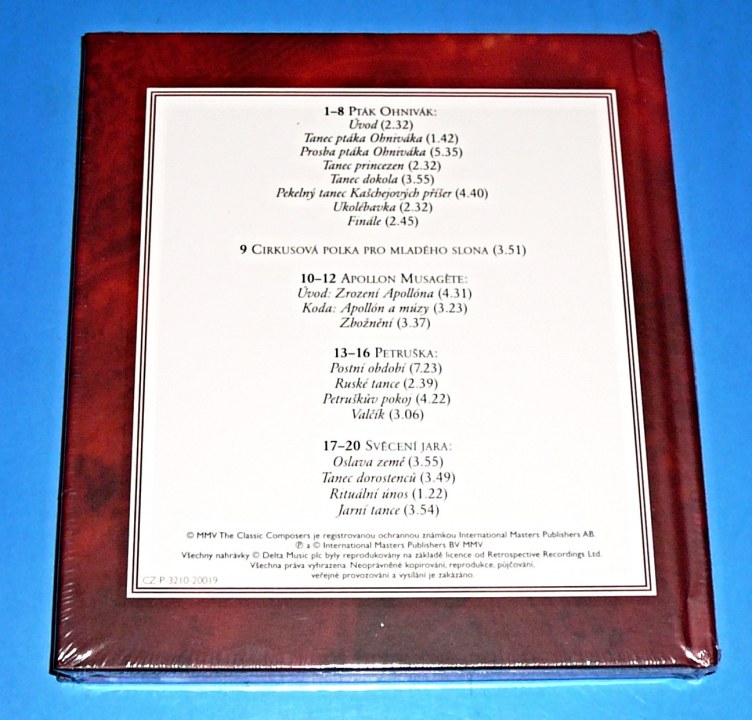 1–8 PTÁK OHNIVÁK:
Úvod (2.32)
Tanec ptáka Ohniváka (1.42)
Prosba ptáka Ohniváka (5.35)
Tanec princezen (2.32)
Tanec dokola (3.55)
Pekelný tanec Kaščejových příšer (4.40)
Ukolébavka (2.32)
Finále (2.45)
9 CIRKUSOVÁ POLKA PRO MLADÉHO SLONA (3.51)
10–12 APOLLON MUSAGÈTE:
Úvod: Zrození Apollóna (4.31)
Koda: Apollón a múzy (3.23)
Zbožnění (3.37)
13–16 PETRUŠKA:
Postní období (7.23)
Ruské tance (2.39)
Petruškův pokoj (4.22)
Valčík (3.06)
17–20 SVĚCENÍ JARA:
Oslava země (3.55)
Tanec dorostenců (3.49)
Rituální únos (1.22)
Jarní tance (3.54)
© MMV The Classic Composers je registrovanou ochrannou známkou International Masters Publishers AB.
℗ a © International Masters Publishers BV MMV
Všechny nahrávky © Delta Music plc byly reprodukovány na základě licence od Retrospective Recordings Ltd.
Všechna práva vyhrazena. Neoprávněné kopírování, reprodukce, půjčování,
veřejné provozování a vysílání je zakázáno.
CZ-P-3210-20019